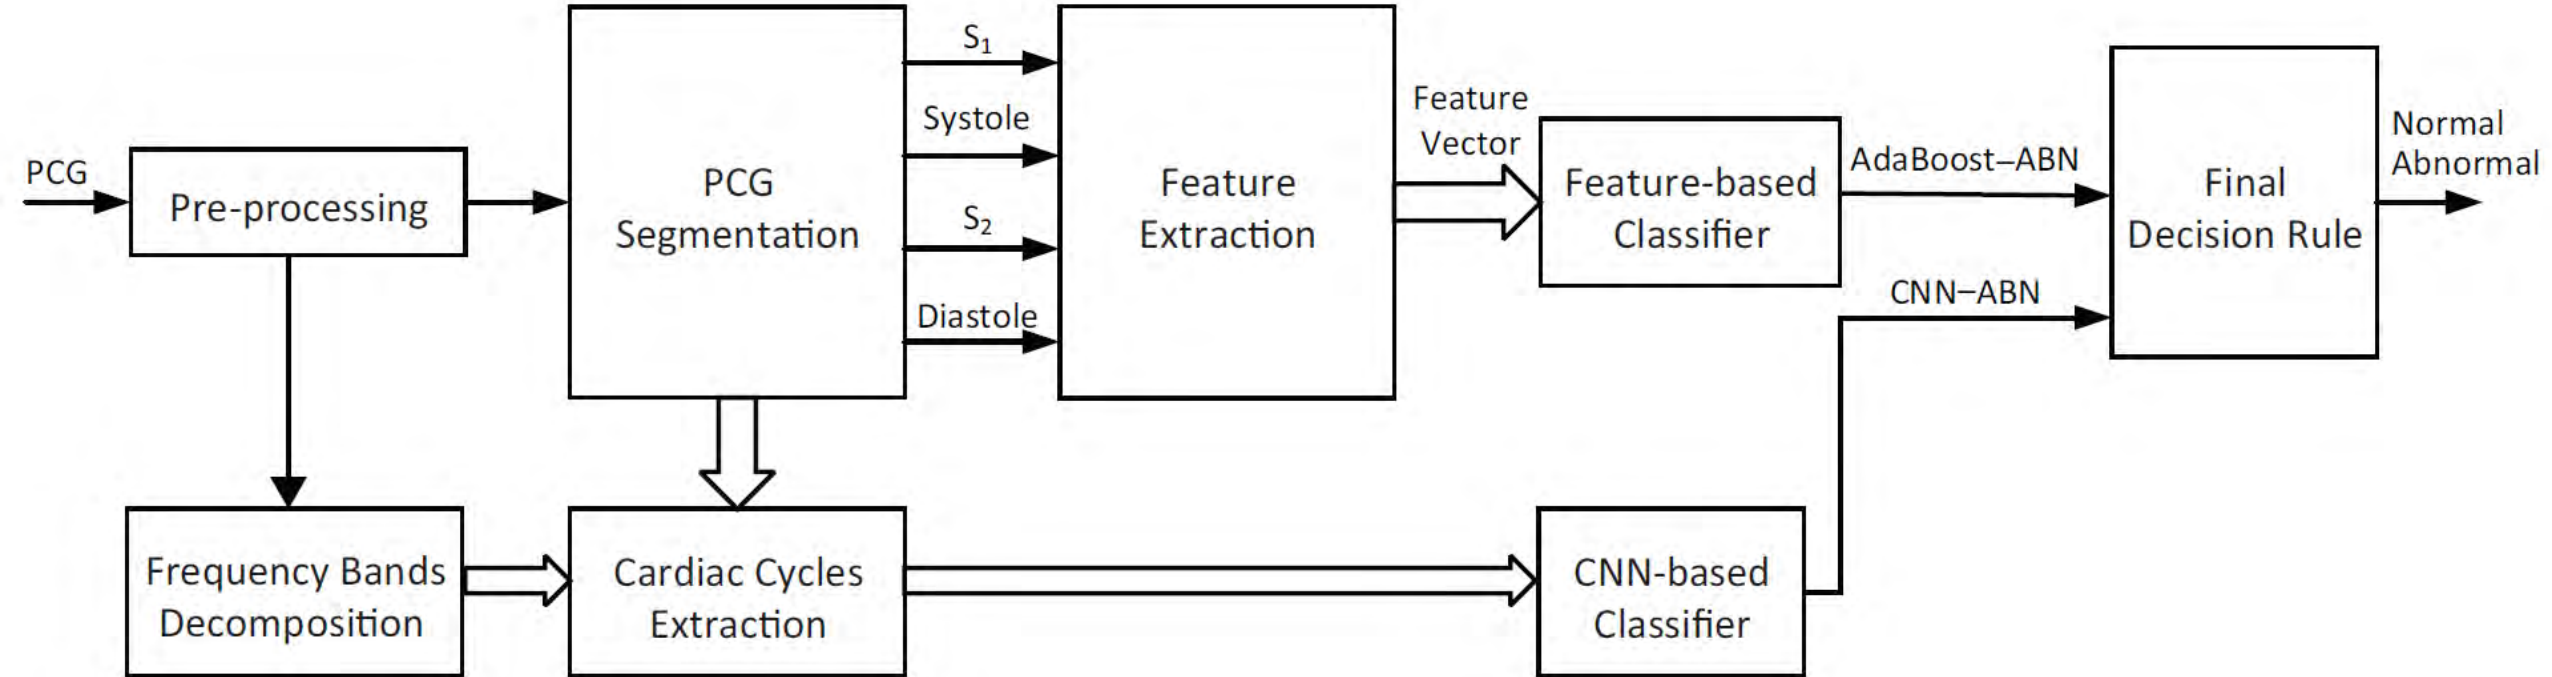 PCG
Pre-processing
PCG
Segmentation
S₁
Systole
S₂
Diastole
Feature
Extraction
Feature
Vector
Feature-based
Classifier
AdaBoost–ABN
CNN–ABN
Final
Decision Rule
Normal
Abnormal
Frequency Bands
Decomposition
Cardiac Cycles
Extraction
CNN-based
Classifier